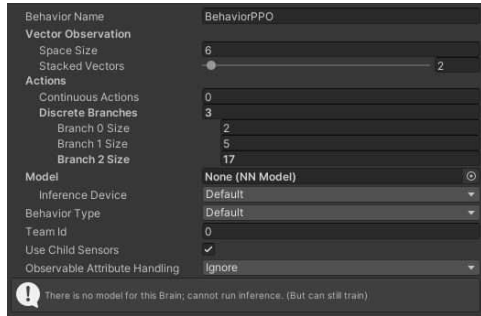 Behavior Name BehaviorPPO
Vector Observation
Space Size 6
Stacked Vectors 2
Actions
Continuous Actions 0
Discrete Branches 3
Branch 0 Size 2
Branch 1 Size 5
Branch 2 Size 17
Model None (NN Model)
Inference Device Default
Behavior Type Default
Team Id 0
Use Child Sensors
Observable Attribute Handling Ignore
There is no model for this Brain; cannot run inference. (But can still train)